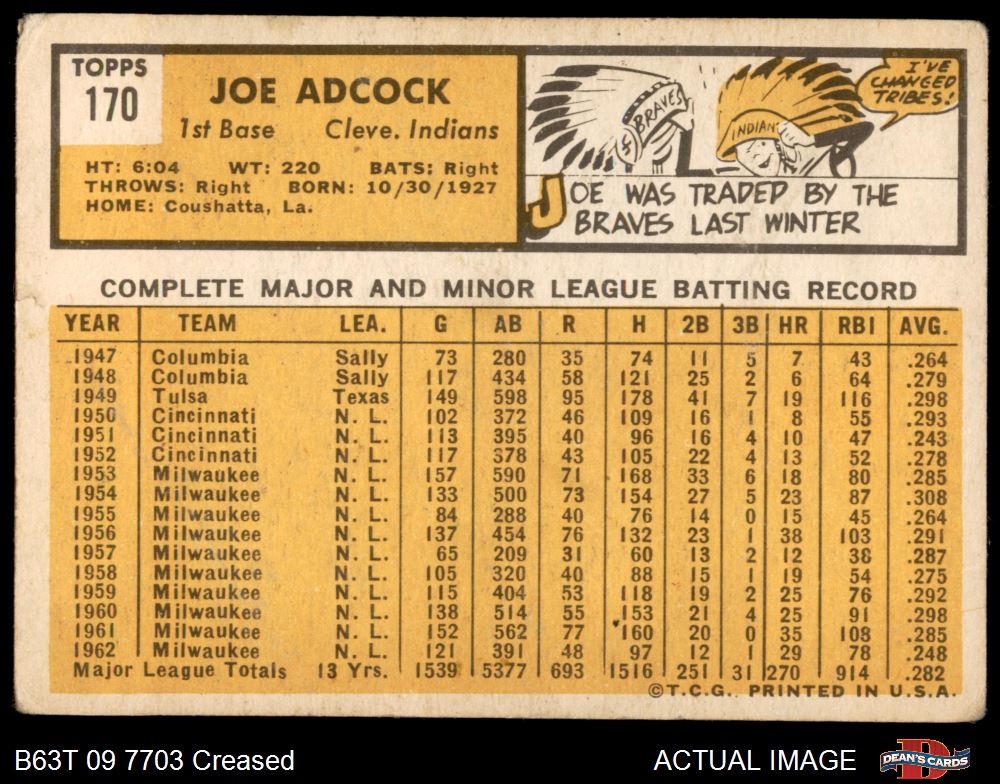 TOPPS
170
JOE ADCOCK
1st Base Cleve. Indians
HT: 6:04 WT: 220 BATS: Right
THROWS: Right BORN: 10/30/1927
HOME: Coushatta, La.
BRAVES
INDIANS
I'VE
CHANGED
TRIBES!
JOE WAS TRADED BY THE
BRAVES LAST WINTER
COMPLETE MAJOR AND MINOR LEAGUE BATTING RECORD
YEAR TEAM LEA. G AB R H 2B 3B HR RBI AVG.
1947 Columbia Sally 73 280 35 74 11 5 7 43 .264
1948 Columbia Sally 117 434 58 121 25 2 6 64 .279
1949 Tulsa Texas 149 598 95 178 41 7 19 116 .298
1950 Cincinnati N. L. 102 372 46 109 16 1 8 55 .293
1951 Cincinnati N. L. 113 395 40 96 16 4 10 47 .243
1952 Cincinnati N. L. 117 378 43 105 22 4 13 52 .278
1953 Milwaukee N. L. 157 590 71 168 33 6 18 80 .285
1954 Milwaukee N. L. 133 500 73 154 27 5 23 87 .308
1955 Milwaukee N. L. 84 288 40 76 14 0 15 45 .264
1956 Milwaukee N. L. 137 454 76 132 23 1 38 103 .291
1957 Milwaukee N. L. 65 209 31 60 13 2 12 38 .287
1958 Milwaukee N. L. 105 320 40 88 15 1 19 54 .275
1959 Milwaukee N. L. 115 404 53 118 19 2 25 76 .292
1960 Milwaukee N. L. 138 514 55 153 21 4 25 91 .298
1961 Milwaukee N. L. 152 562 77 160 20 0 35 108 .285
1962 Milwaukee N. L. 121 391 48 97 12 1 29 78 .248
Major League Totals 13 Yrs. 1539 5377 693 1516 251 31 270 914 .282
©T.C.G. PRINTED IN U.S.A.
B63T 09 7703 Creased ACTUAL IMAGE
DEAN'S CARDS